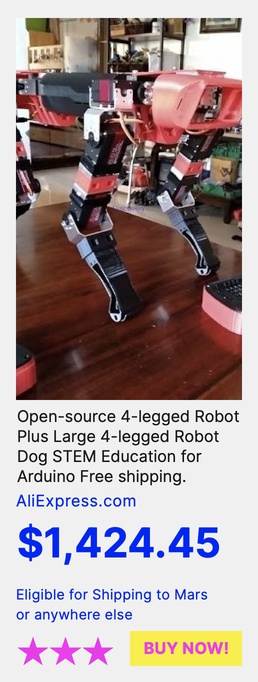 Open-source 4-legged Robot
Plus Large 4-legged Robot
Dog STEM Education for
Arduino Free shipping.
AliExpress.com
$1,424.45
Eligible for Shipping to Mars
or anywhere else
BUY NOW!